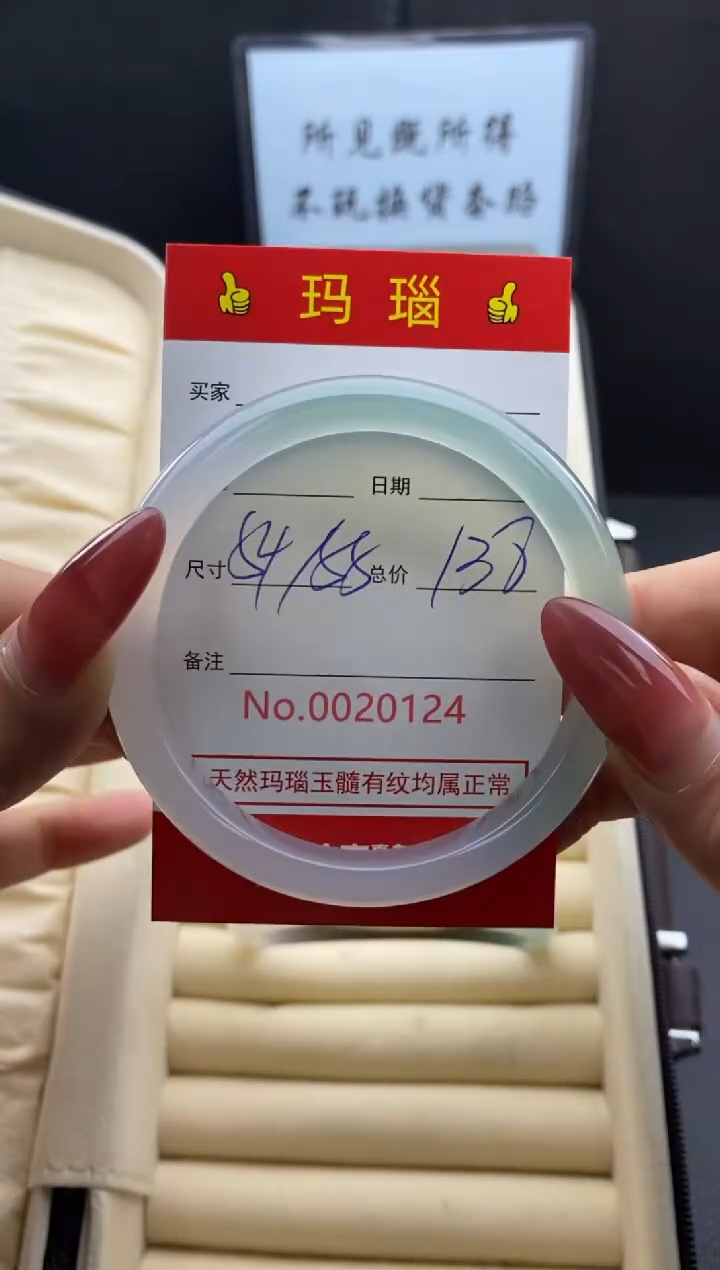 所见既所得
不玩换货套路
玛瑙
买家
日期
尺寸 54/55 总价 138
备注
No.0020124
天然玛瑙玉髓有纹均属正常